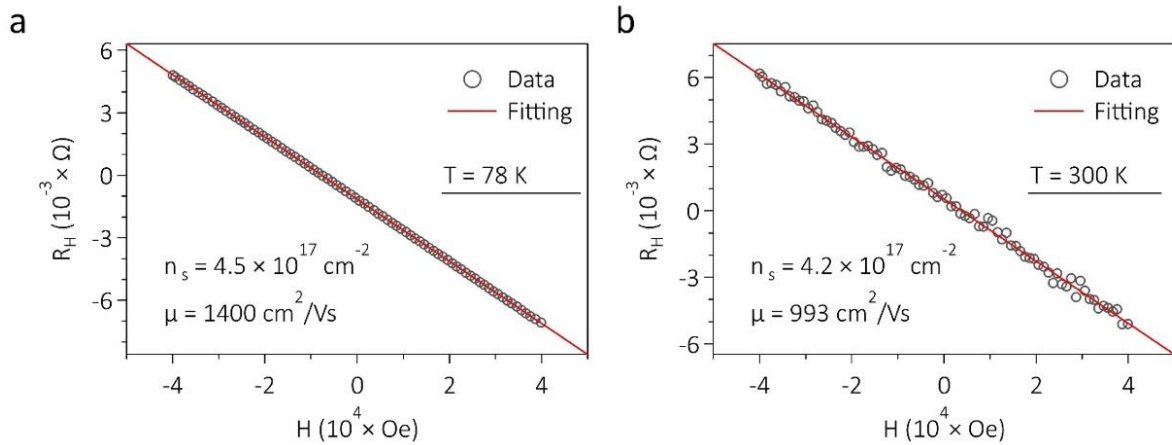 a
6
3
0
-3
-6
R_H (10^-3 × Ω)
Data
Fitting
T = 78 K
n_s = 4.5 × 10^17 cm^-2
μ = 1400 cm^2/Vs
-4 -2 0 2 4
H (10^4 × Oe)
b
6
3
0
-3
-6
R_H (10^-3 × Ω)
Data
Fitting
T = 300 K
n_s = 4.2 × 10^17 cm^-2
μ = 993 cm^2/Vs
-4 -2 0 2 4
H (10^4 × Oe)